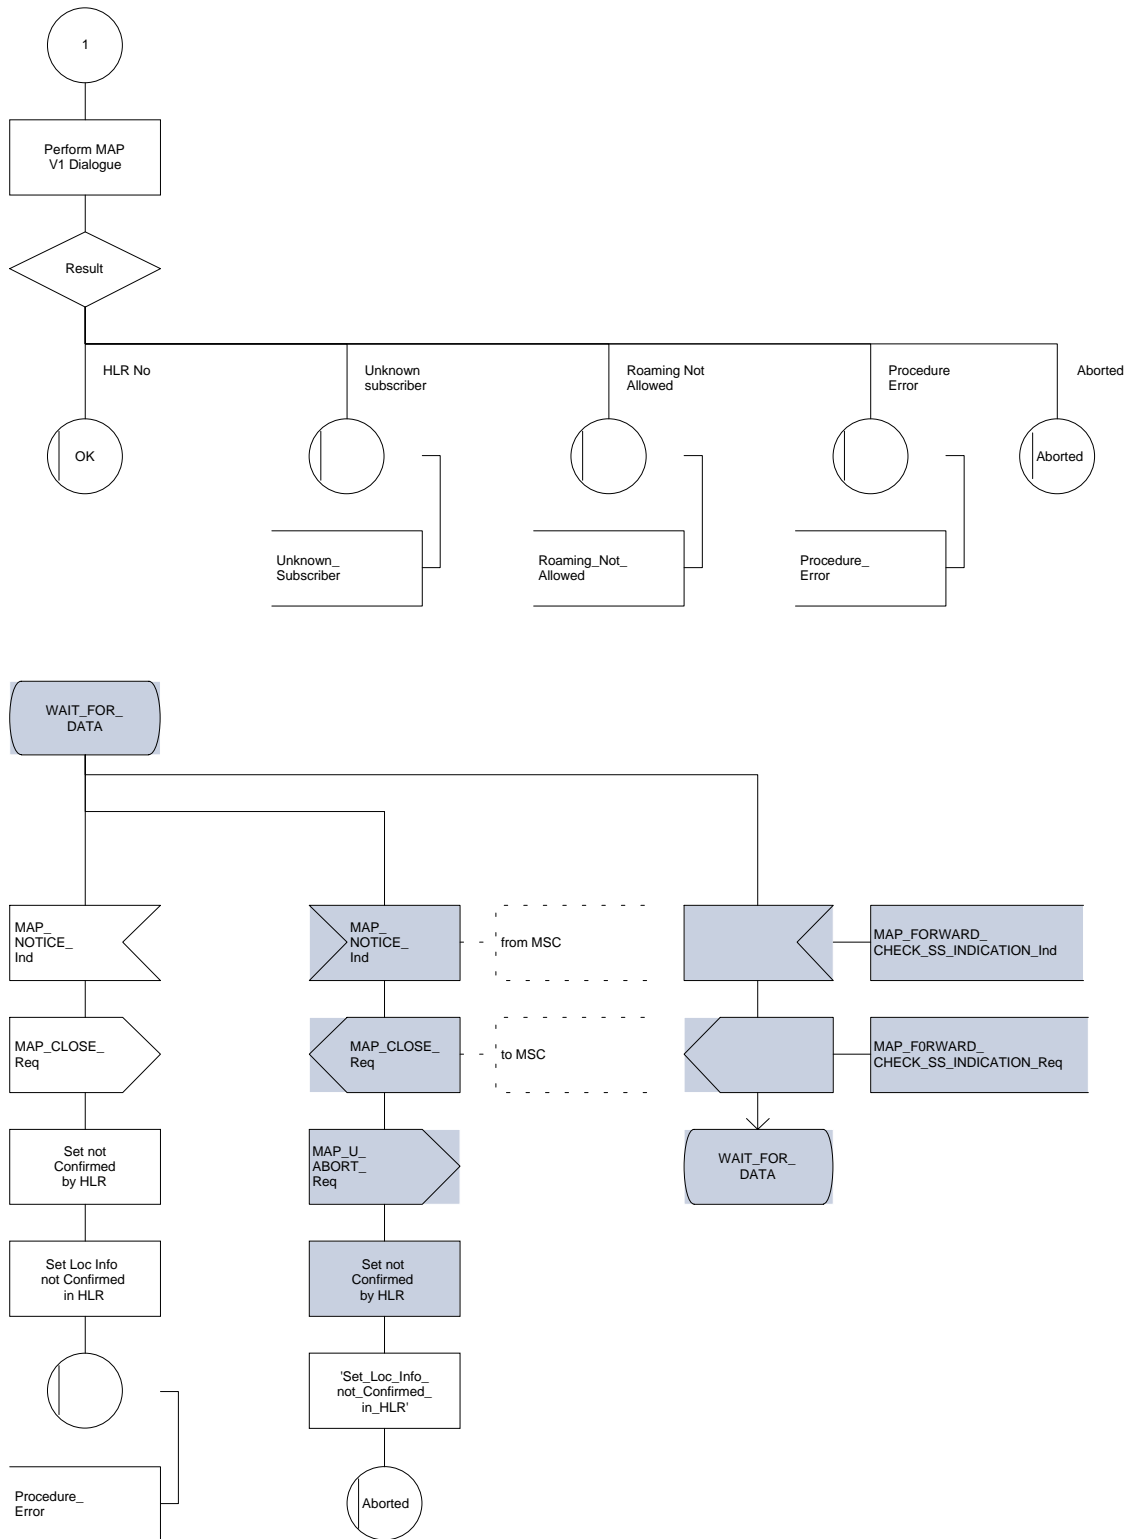 1
Perform MAP
V1 Dialogue
Result
HLR No
Unknown
subscriber
Roaming Not
Allowed
Procedure
Error
Aborted
OK
Aborted
Unknown_
Subscriber
Roaming_Not_
Allowed
Procedure_
Error
WAIT_FOR_
DATA
MAP_
NOTICE_
Ind
MAP_
NOTICE_
Ind
from MSC
MAP_FORWARD_
CHECK_SS_INDICATION_Ind
MAP_CLOSE_
Req
MAP_CLOSE_
Req
to MSC
MAP_F0RWARD_
CHECK_SS_INDICATION_Req
Set not
Confirmed
by HLR
MAP_U_
ABORT_
Req
WAIT_FOR_
DATA
Set Loc Info
not Confirmed
in HLR
Set not
Confirmed
by HLR
'Set_Loc_Info_
not_Confirmed_
in_HLR'
Procedure_
Error
Aborted